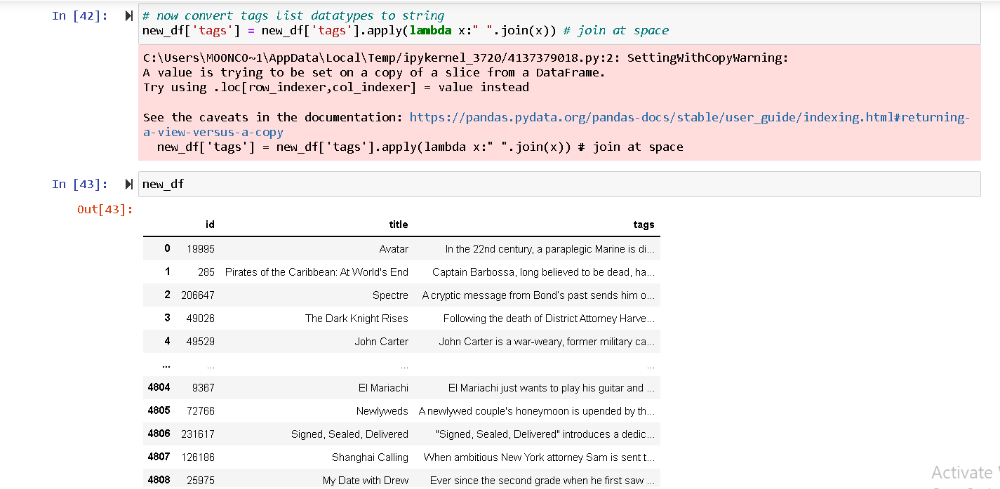 In [42]:
# now convert tags list datatypes to string
new_df['tags'] = new_df['tags'].apply(lambda x:" ".join(x)) # join at space
C:\Users\MOONCO~1\AppData\Local\Temp/ipykernel_3720/4137379018.py:2: SettingWithCopyWarning:
A value is trying to be set on a copy of a slice from a DataFrame.
Try using .loc[row_indexer,col_indexer] = value instead
See the caveats in the documentation: https://pandas.pydata.org/pandas-docs/stable/user_guide/indexing.html#returning-
a-view-versus-a-copy
new_df['tags'] = new_df['tags'].apply(lambda x:" ".join(x)) # join at space
In [43]:
new_df
Out[43]:
id title tags
0 19995 Avatar In the 22nd century, a paraplegic Marine is di...
1 285 Pirates of the Caribbean: At World's End Captain Barbossa, long believed to be dead, ha...
2 206647 Spectre A cryptic message from Bond's past sends him o...
3 49026 The Dark Knight Rises Following the death of District Attorney Harve...
4 49529 John Carter John Carter is a war-weary, former military ca...
... ... ... ...
4804 9367 El Mariachi El Mariachi just wants to play his guitar and ...
4805 72766 Newlyweds A newlywed couple's honeymoon is upended by th...
4806 231617 Signed, Sealed, Delivered "Signed, Sealed, Delivered" introduces a dedic...
4807 126186 Shanghai Calling When ambitious New York attorney Sam is sent t...
4808 25975 My Date with Drew Ever since the second grade when he first saw ...
Activate